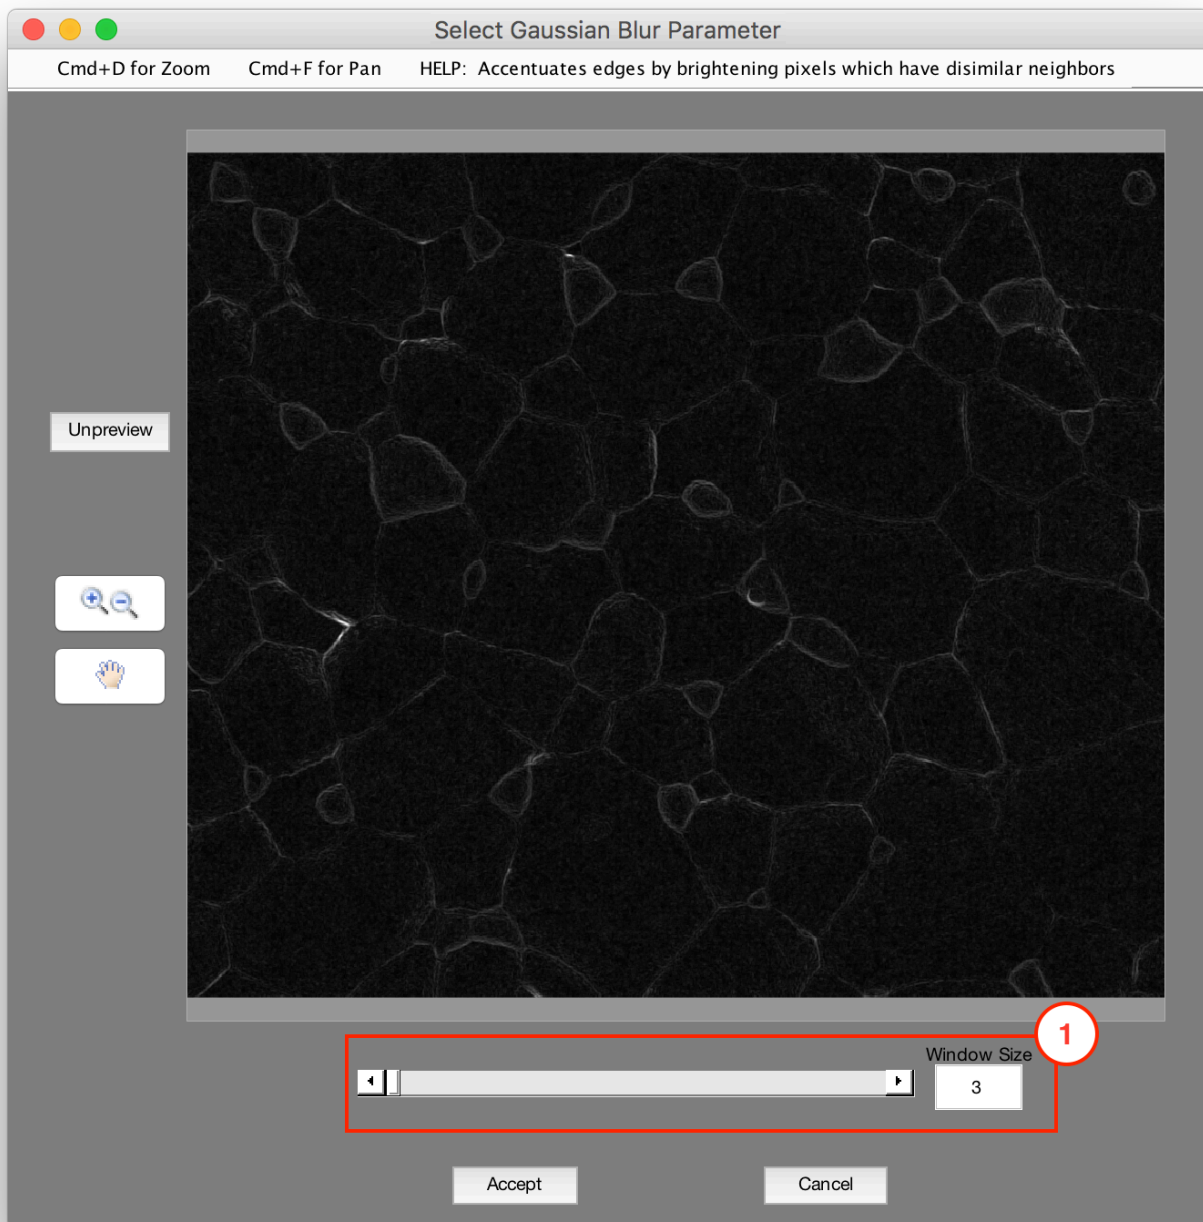 Select Gaussian Blur Parameter
Cmd+D for Zoom Cmd+F for Pan HELP: Accentuates edges by brightening pixels which have disimilar neighbors
Unpreview
1
Window Size
3
Accept Cancel